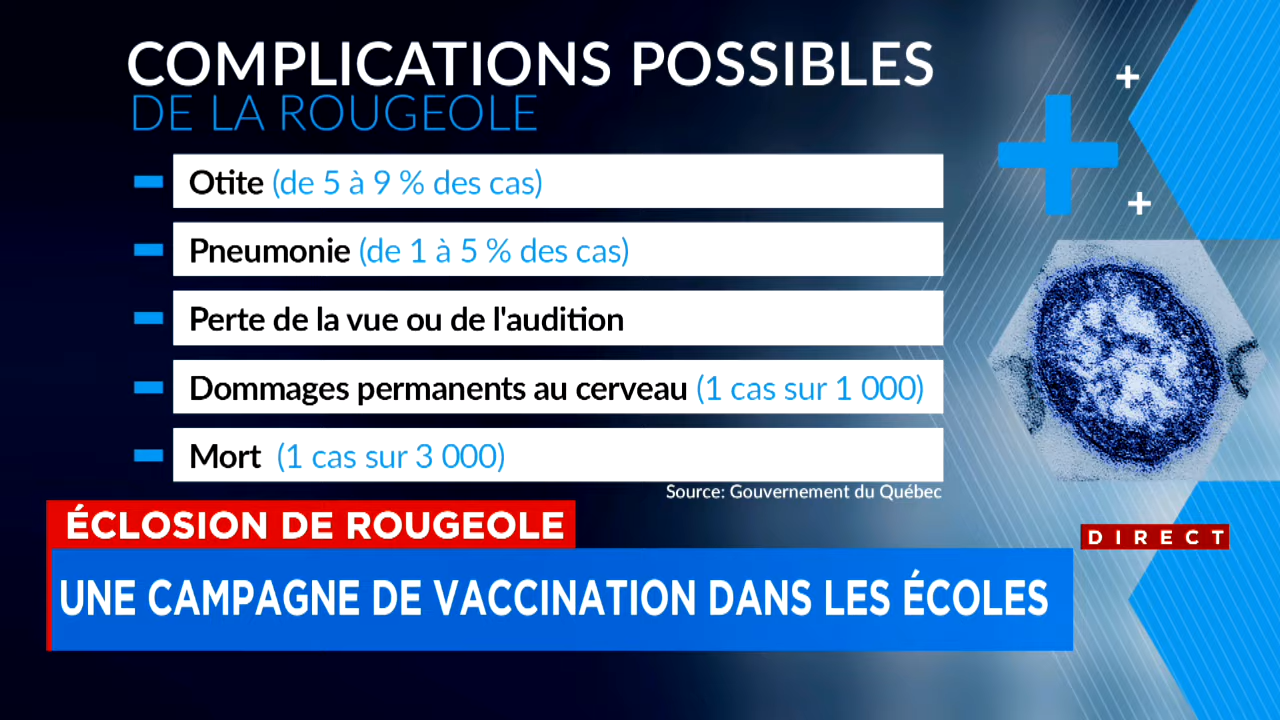 COMPLICATIONS POSSIBLES
DE LA ROUGEOLE
Otite (de 5 à 9 % des cas)
Pneumonie (de 1 à 5 % des cas)
Perte de la vue ou de l'audition
Dommages permanents au cerveau (1 cas sur 1 000)
Mort (1 cas sur 3 000)
Source: Gouvernement du Québec
ÉCLOSION DE ROUGEOLE
DIRECT
UNE CAMPAGNE DE VACCINATION DANS LES ÉCOLES